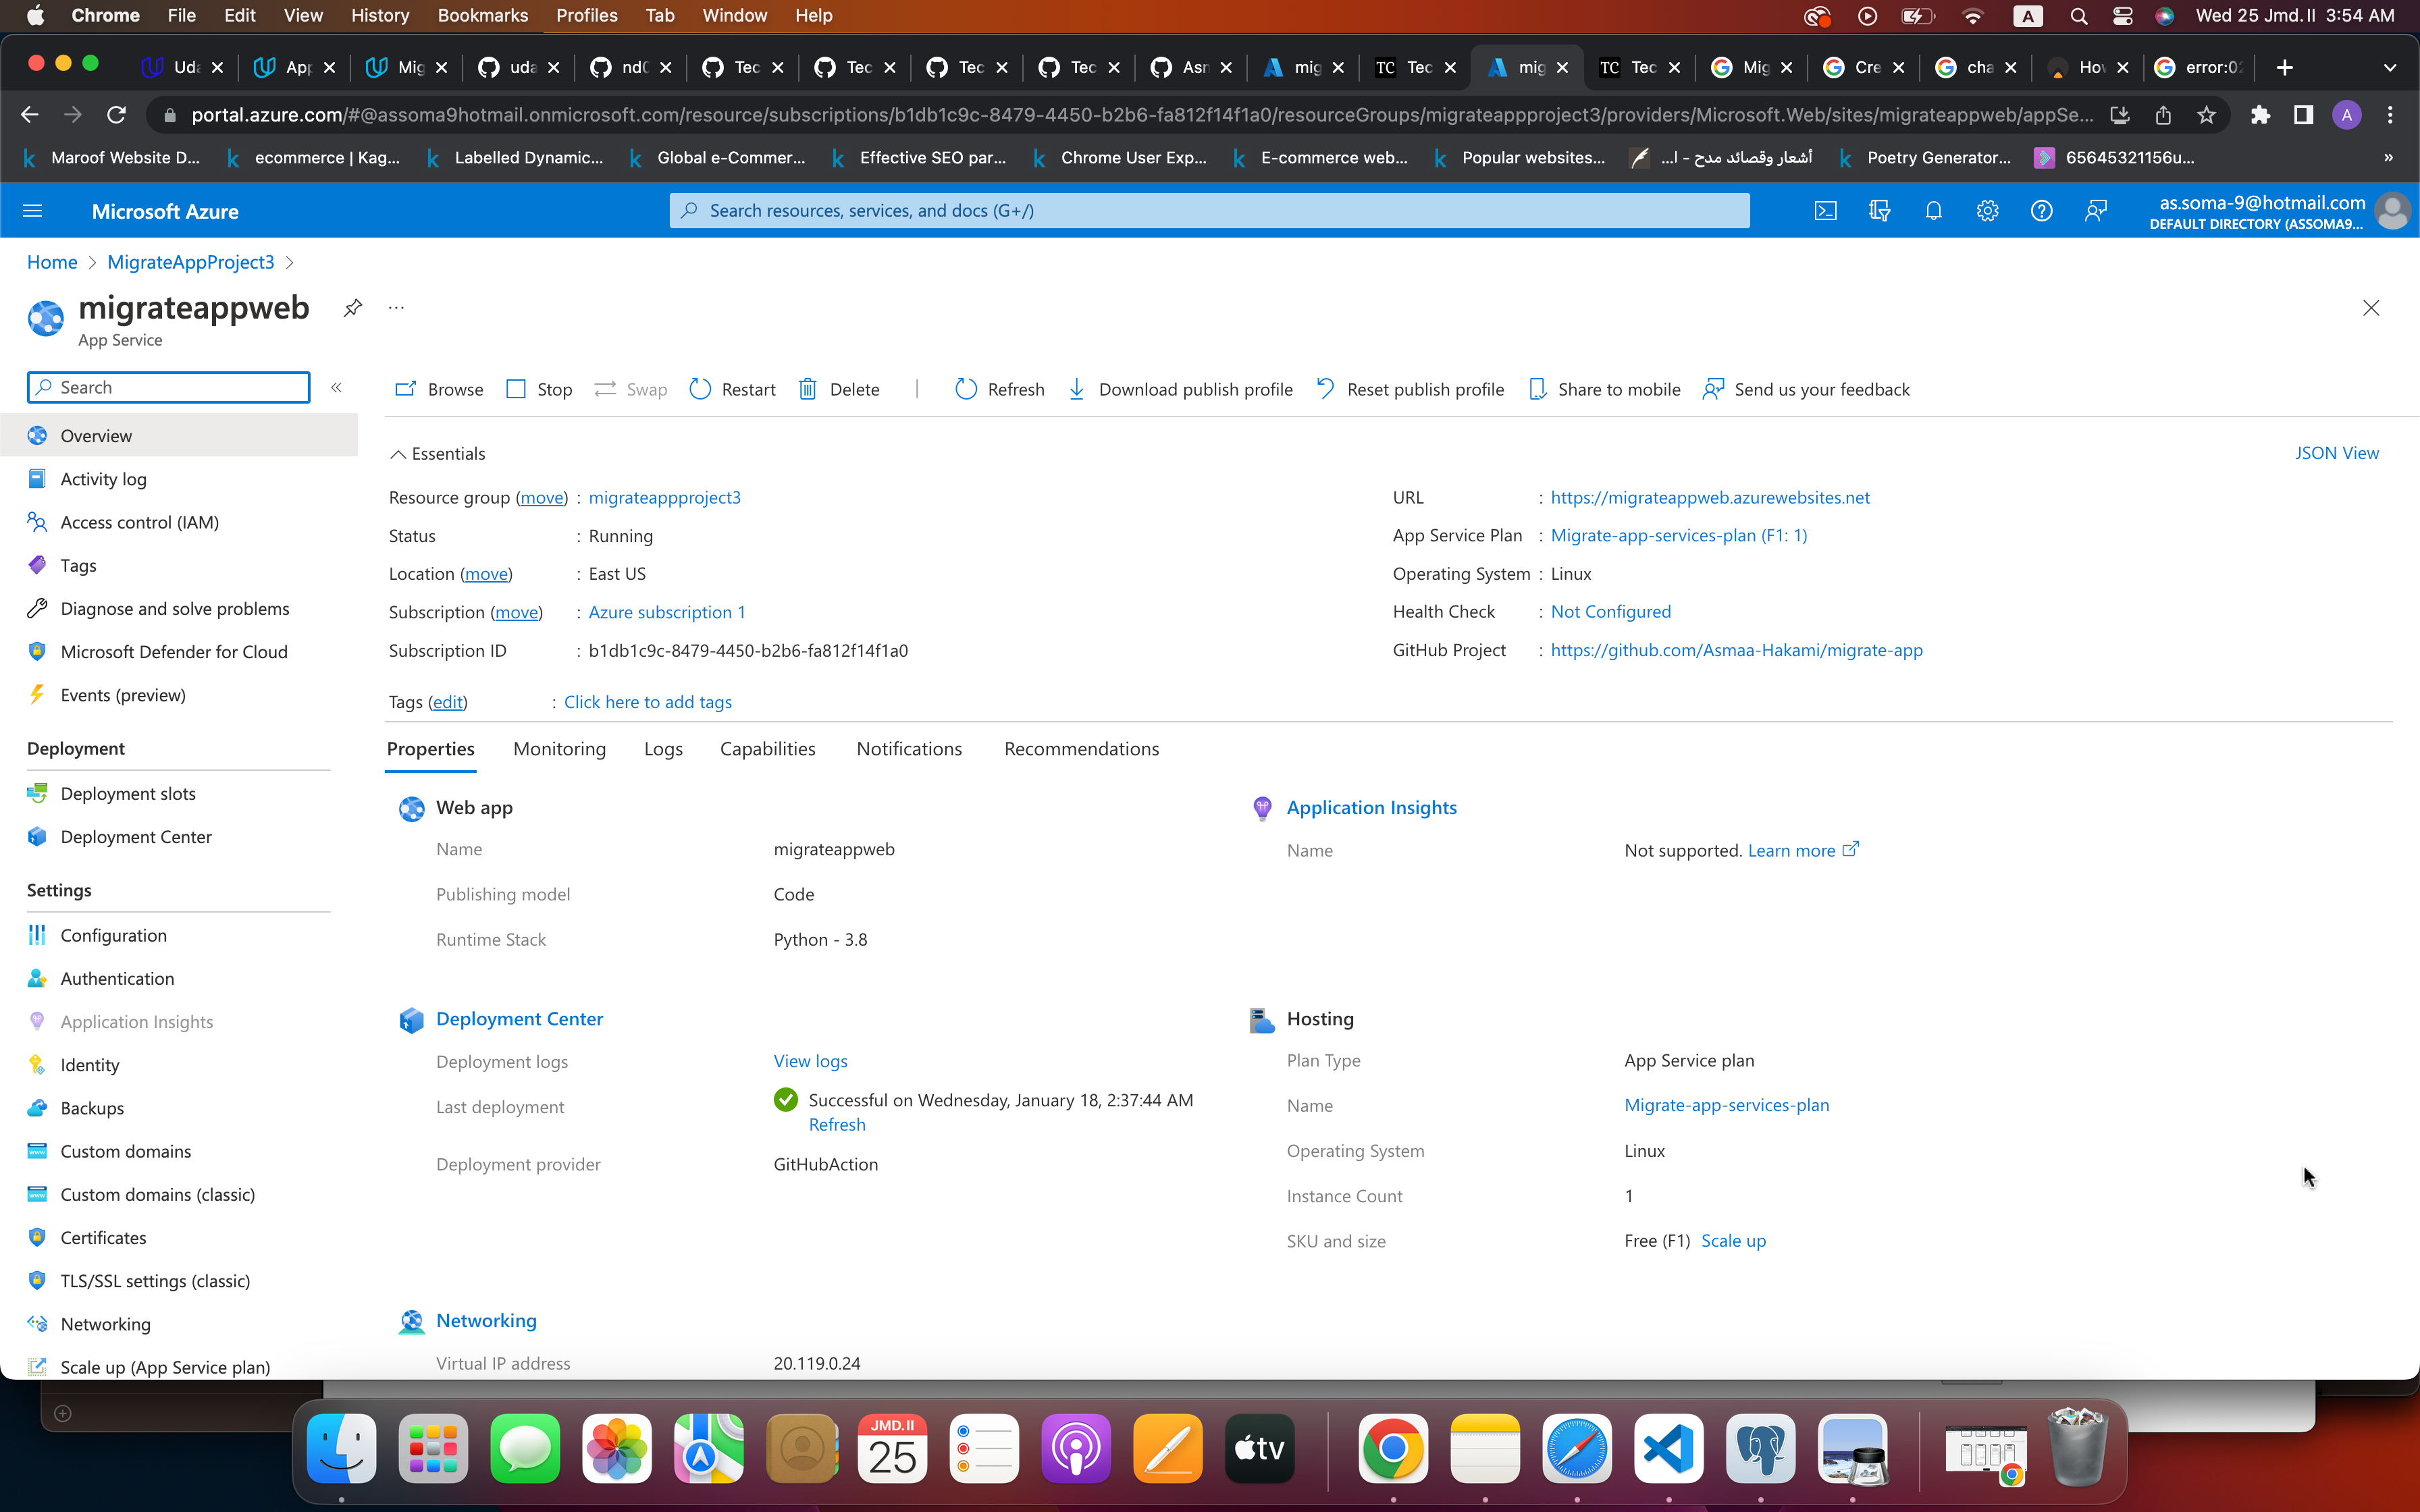 Chrome File Edit View History Bookmarks Profiles Tab Window Help A Wed 25 Jmd.II 3:54 AM
Uda App Mig uda nd0 Tec Tec Tec Tec Asn mig TC Tec mig TC Tec Mig Cre cha Hov error:02
portal.azure.com/#@assoma9hotmail.onmicrosoft.com/resource/subscriptions/b1db1c9c-8479-4450-b2b6-fa812f14f1a0/resourceGroups/migrateappproject3/providers/Microsoft.Web/sites/migrateappweb/appSe... A
Maroof Website D... ecommerce | Kag... Labelled Dynamic... Global e-Commer... Effective SEO par... Chrome User Exp... E-commerce web... Popular websites... أشعار وقصائد مدح - ا... Poetry Generator... 65645321156u... »
Microsoft Azure
Search resources, services, and docs (G+/)
as.soma-9@hotmail.com
DEFAULT DIRECTORY (ASSOMA9...
Home > MigrateAppProject3 >
migrateappweb ...
App Service
Search «
Browse Stop Swap Restart Delete | Refresh Download publish profile Reset publish profile Share to mobile Send us your feedback
Overview
Activity log
Access control (IAM)
Tags
Diagnose and solve problems
Microsoft Defender for Cloud
Events (preview)
Deployment
Deployment slots
Deployment Center
Settings
Configuration
Authentication
Application Insights
Identity
Backups
Custom domains
Custom domains (classic)
Certificates
TLS/SSL settings (classic)
Networking
Scale up (App Service plan)
Essentials
JSON View
Resource group (move) : migrateappproject3
Status : Running
Location (move) : East US
Subscription (move) : Azure subscription 1
Subscription ID : b1db1c9c-8479-4450-b2b6-fa812f14f1a0
Tags (edit) : Click here to add tags
URL : https://migrateappweb.azurewebsites.net
App Service Plan : Migrate-app-services-plan (F1: 1)
Operating System : Linux
Health Check : Not Configured
GitHub Project : https://github.com/Asmaa-Hakami/migrate-app
Properties Monitoring Logs Capabilities Notifications Recommendations
Web app
Name migrateappweb
Publishing model Code
Runtime Stack Python - 3.8
Application Insights
Name Not supported. Learn more
Deployment Center
Deployment logs View logs
Last deployment Successful on Wednesday, January 18, 2:37:44 AM
Refresh
Deployment provider GitHubAction
Hosting
Plan Type App Service plan
Name Migrate-app-services-plan
Operating System Linux
Instance Count 1
SKU and size Free (F1) Scale up
Networking
Virtual IP address 20.119.0.24
JMD.II
25
tv